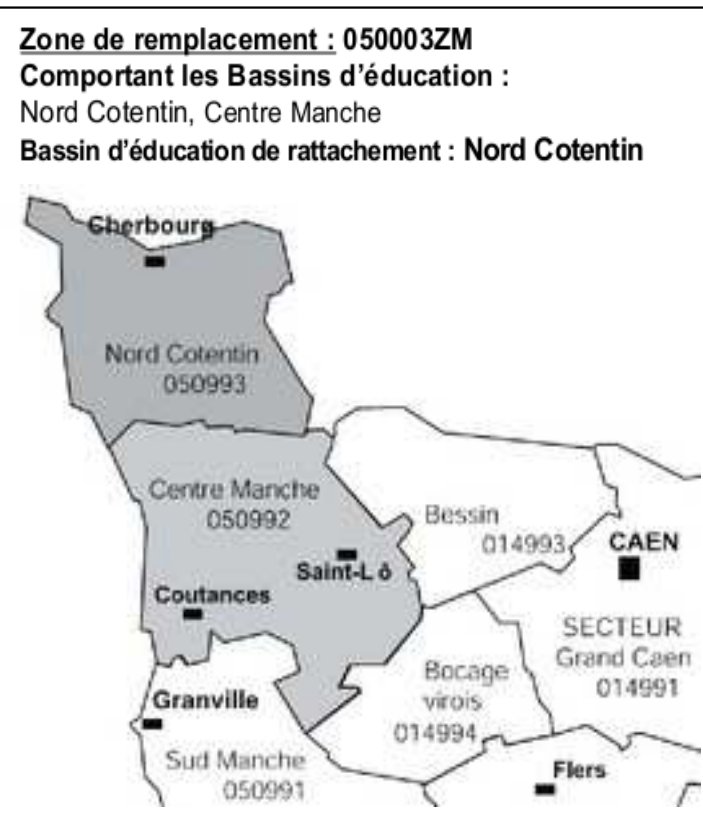 Zone de remplacement : 050003ZM
Comportant les Bassins d’éducation :
Nord Cotentin, Centre Manche
Bassin d’éducation de rattachement : Nord Cotentin
Cherbourg
Nord Cotentin
050993
Centre Manche
050992
Bessin
014993
CAEN
Saint-L ô
Coutances
SECTEUR
Grand Caen
014991
Bocage
virois
014994
Granville
Sud Manche
050991
Flers